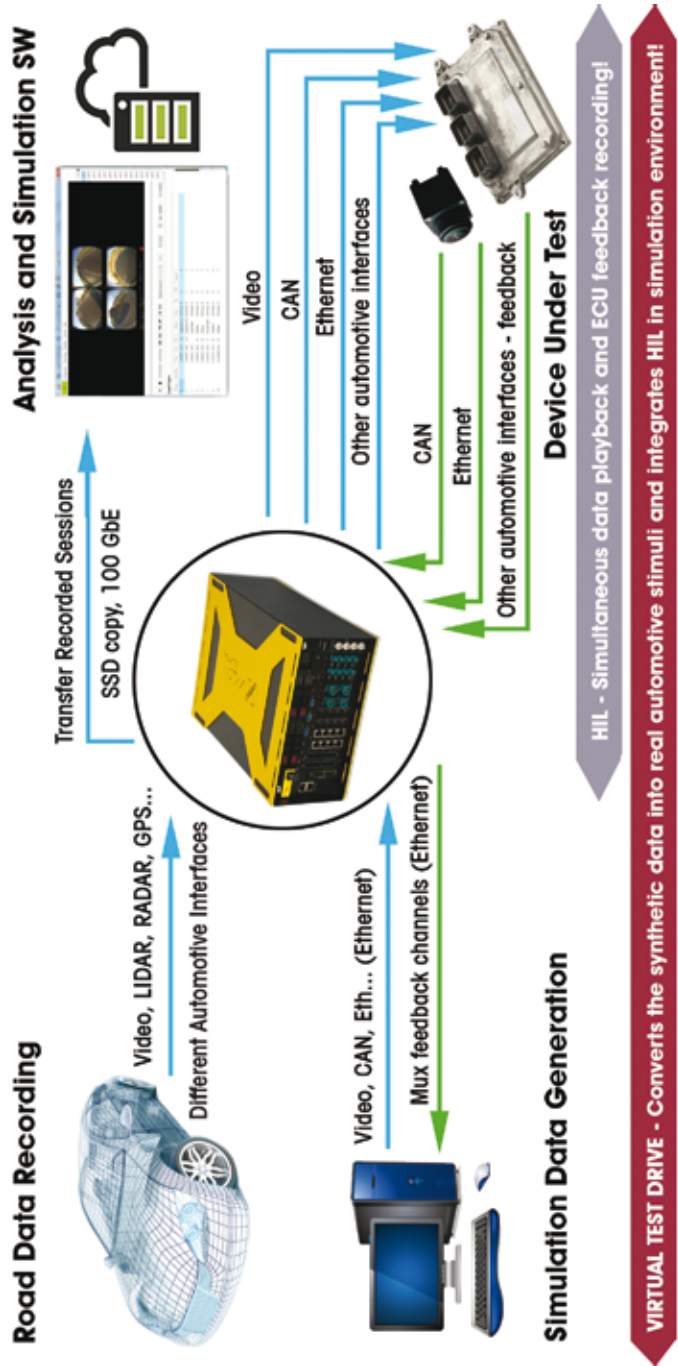 Road Data Recording
Video, LIDAR, RADAR, GPS...
Different Automotive Interfaces
Transfer Recorded Sessions
SSD copy, 100 GbE
Analysis and Simulation SW
Video
CAN
Ethernet
Other automotive interfaces
Video, CAN, Eth... (Ethernet)
Mux feedback channels (Ethernet)
CAN
Ethernet
Other automotive interfaces - feedback
Simulation Data Generation
Device Under Test
HIL - Simultaneous data playback and ECU feedback recording!
VIRTUAL TEST DRIVE - Converts the synthetic data into real automotive stimuli and integrates HIL in simulation environment!